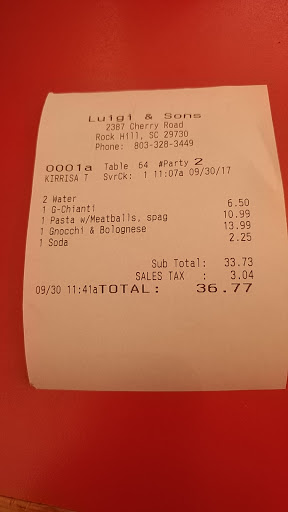 Luigi & Sons
2387 Cherry Road
Rock Hill, SC 29730
Phone: 803-328-3449
0001a Table 64 #Party 2
KIRRISA T SvrCk: 1 11:07a 09/30/17
2 Water
1 G-Chianti 6.50
1 Pasta w/Meatballs, spag 10.99
1 Gnocchi & Bolognese 13.99
1 Soda 2.25
Sub Total: 33.73
SALES TAX : 3.04
09/30 11:41aTOTAL: 36.77